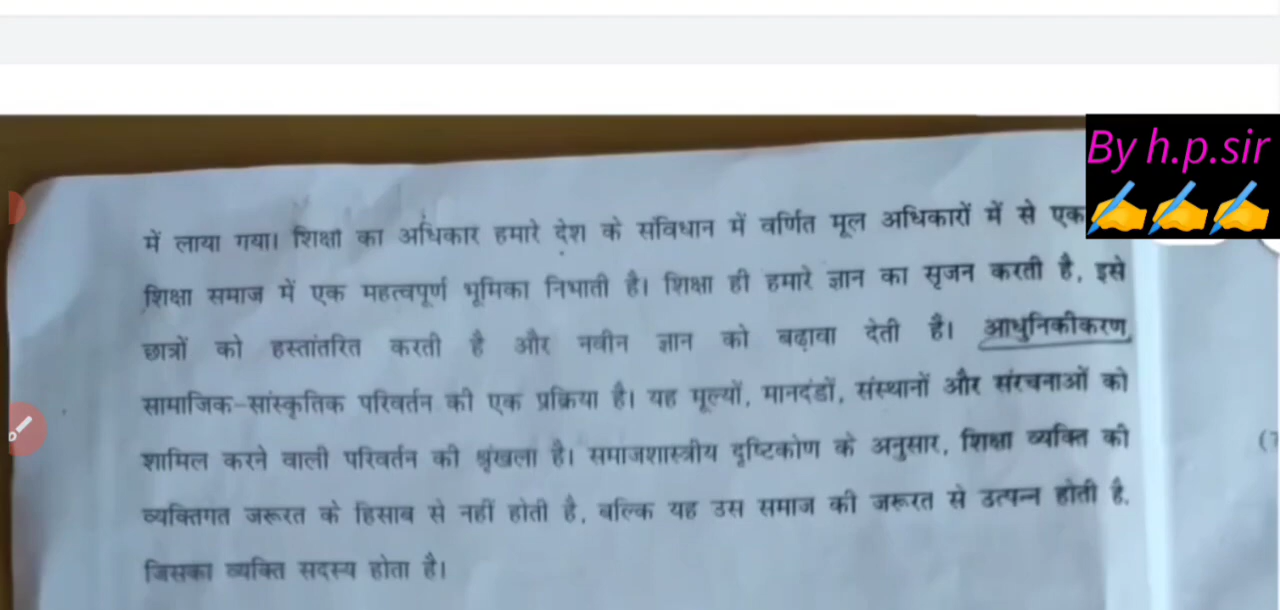 By h.p.sir
में लाया गया। शिक्षा का अधिकार हमारे देश के संविधान में वर्णित मूल अधिकारों में से एक
शिक्षा समाज में एक महत्वपूर्ण भूमिका निभाती है। शिक्षा ही हमारे ज्ञान का सृजन करती है, इसे
छात्रों को हस्तांतरित करती है और नवीन ज्ञान को बढ़ावा देती है। आधुनिकीकरण,
सामाजिक-सांस्कृतिक परिवर्तन की एक प्रक्रिया है। यह मूल्यों, मानदंडों, संस्थानों और संरचनाओं को
शामिल करने वाली परिवर्तन की श्रृंखला है। समाजशास्त्रीय दृष्टिकोण के अनुसार, शिक्षा व्यक्ति की
व्यक्तिगत जरूरत के हिसाब से नहीं होती है, बल्कि यह उस समाज की जरूरत से उत्पन्न होती है,
जिसका व्यक्ति सदस्य होता है।